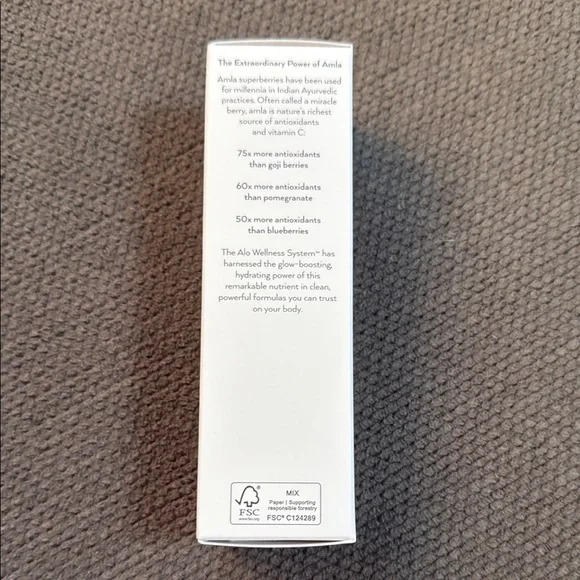 The Extraordinary Power of Amla
Amla superberries have been used
for millennia in Indian Ayurvedic
practices. Often called a miracle
berry, amla is nature's richest
source of antioxidants
and vitamin C:
75x more antioxidants
than goji berries
60x more antioxidants
than pomegranate
50x more antioxidants
than blueberries
The Alo Wellness System™ has
harnessed the glow-boosting,
hydrating power of this
remarkable nutrient in clean,
powerful formulas you can trust
on your body.
FSC
www.fsc.org
MIX
Paper | Supporting
responsible forestry
FSC® C124289